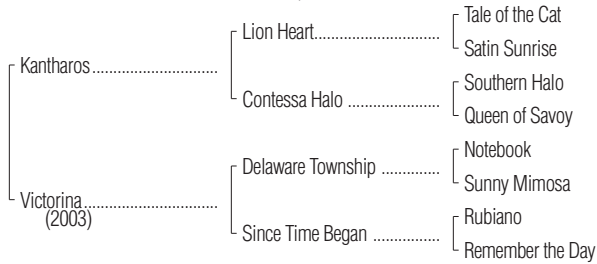 Tale of the Cat
Lion Heart......................
Satin Sunrise
Kantharos..............................
Southern Halo
Contessa Halo ......................
Queen of Savoy
Notebook
Delaware Township ..............
Sunny Mimosa
Victorina................................
(2003)
Rubiano
Since Time Began ................
Remember the Day